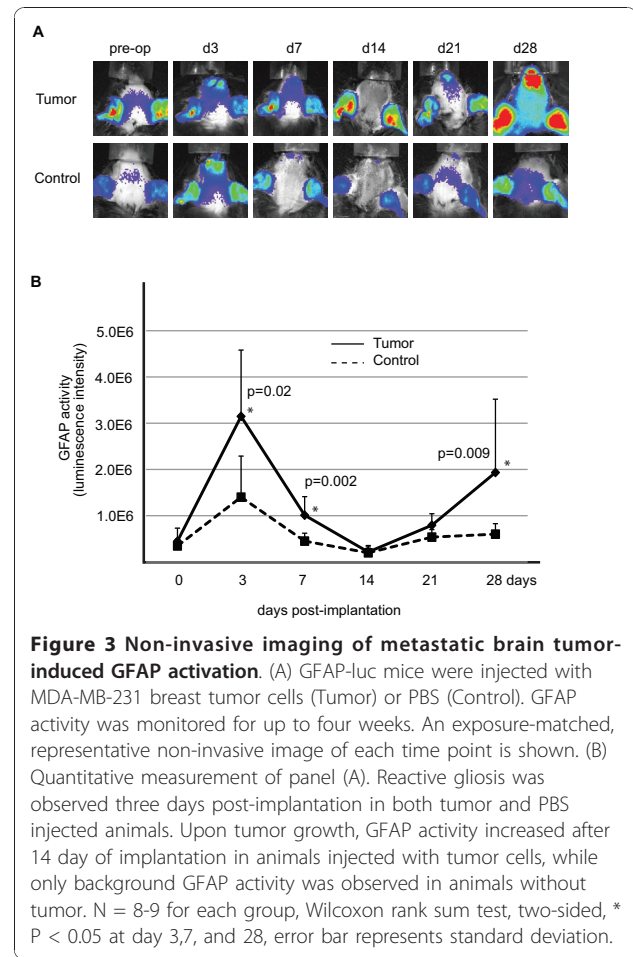 A
pre-op d3 d7 d14 d21 d28
Tumor
Control
B
5.0E6
4.0E6
3.0E6
2.0E6
1.0E6
GFAP activity
(luminescence intensity)
Tumor
Control
p=0.02
*
p=0.002
*
p=0.009
*
0 3 7 14 21 28 days
days post-implantation
Figure 3 Non-invasive imaging of metastatic brain tumor-
induced GFAP activation. (A) GFAP-luc mice were injected with
MDA-MB-231 breast tumor cells (Tumor) or PBS (Control). GFAP
activity was monitored for up to four weeks. An exposure-matched,
representative non-invasive image of each time point is shown. (B)
Quantitative measurement of panel (A). Reactive gliosis was
observed three days post-implantation in both tumor and PBS
injected animals. Upon tumor growth, GFAP activity increased after
14 day of implantation in animals injected with tumor cells, while
only background GFAP activity was observed in animals without
tumor. N = 8-9 for each group, Wilcoxon rank sum test, two-sided, *
P < 0.05 at day 3,7, and 28, error bar represents standard deviation.